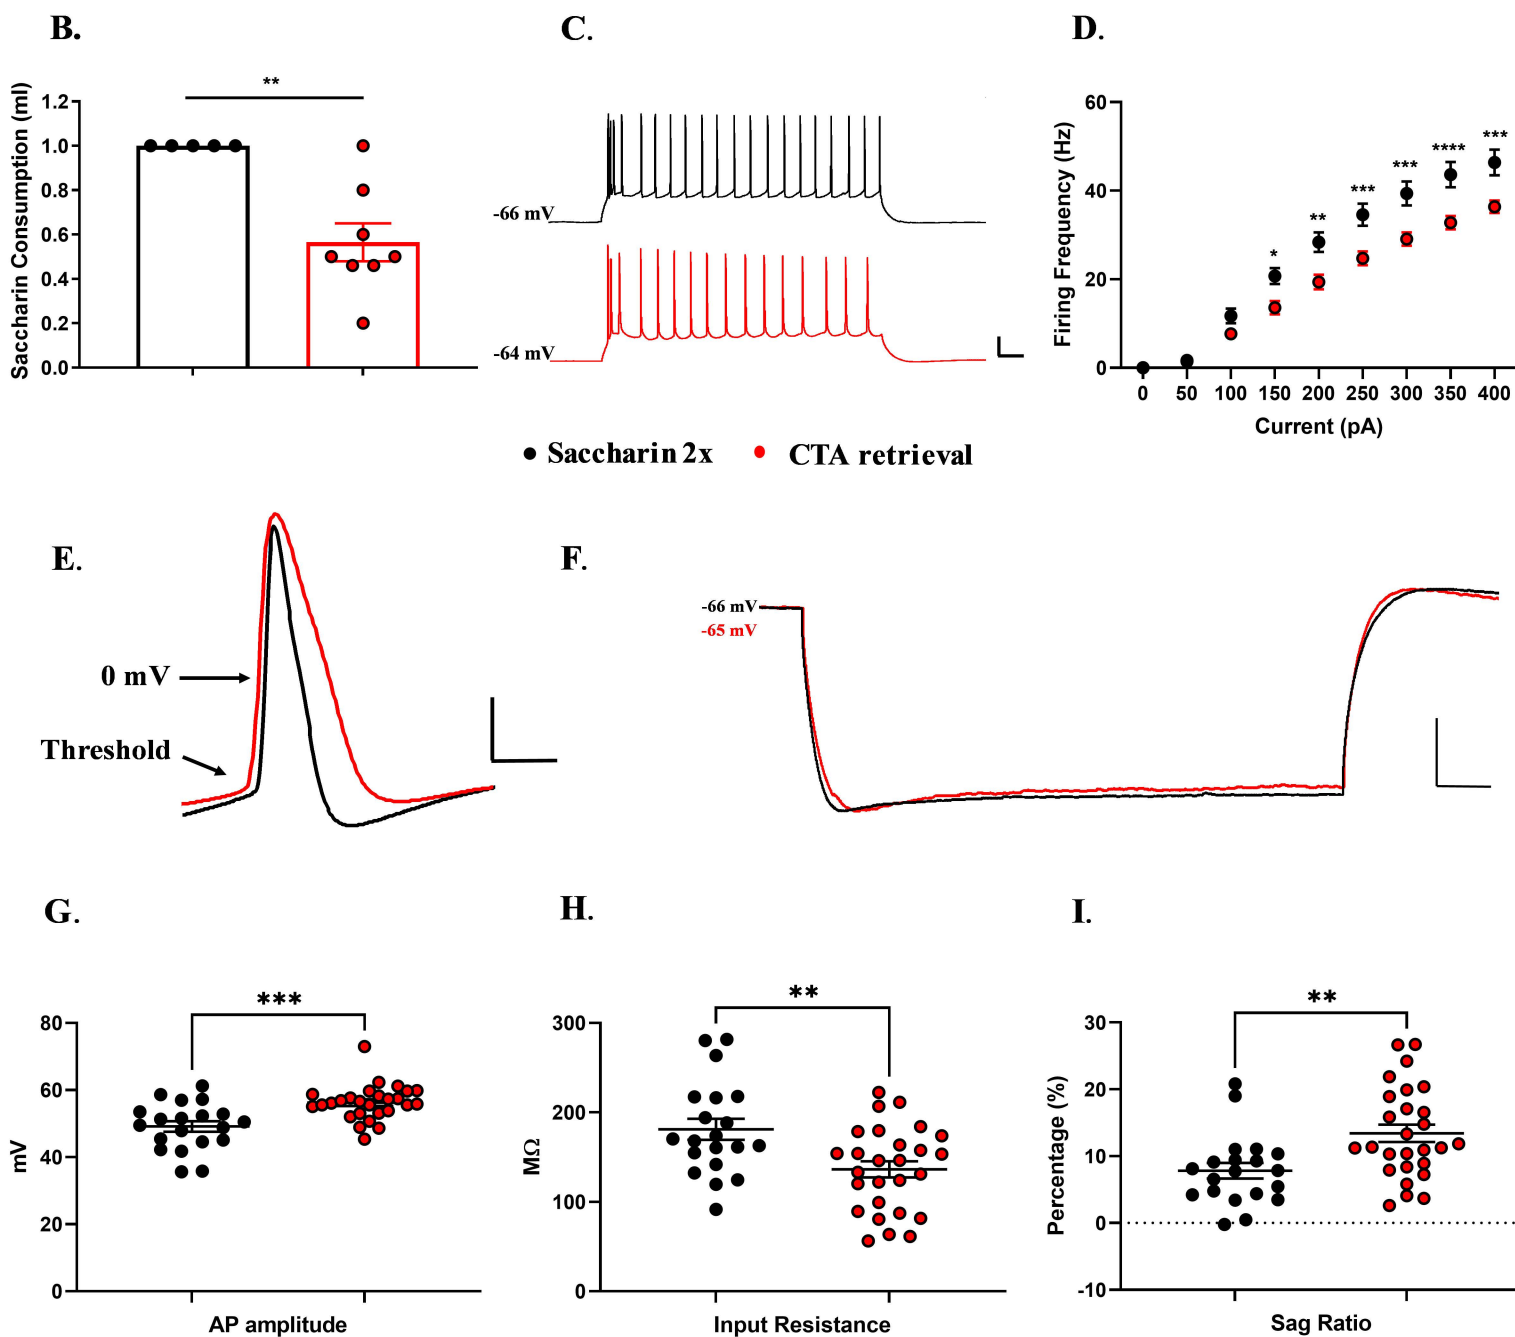 B.
**
Saccharin Consumption (ml)
1.2
1.0
0.8
0.6
0.4
0.2
0.0
C.
-66 mV
-64 mV
D.
Firing Frequency (Hz)
60
40
20
0
* ** *** *** **** ***
0 50 100 150 200 250 300 350 400
Current (pA)
Saccharin 2x CTA retrieval
E.
0 mV
Threshold
F.
-66 mV
-65 mV
G.
***
mV
80
60
40
20
0
AP amplitude
H.
**
MΩ
300
200
100
0
Input Resistance
I.
**
Percentage (%)
30
20
10
0
-10
Sag Ratio